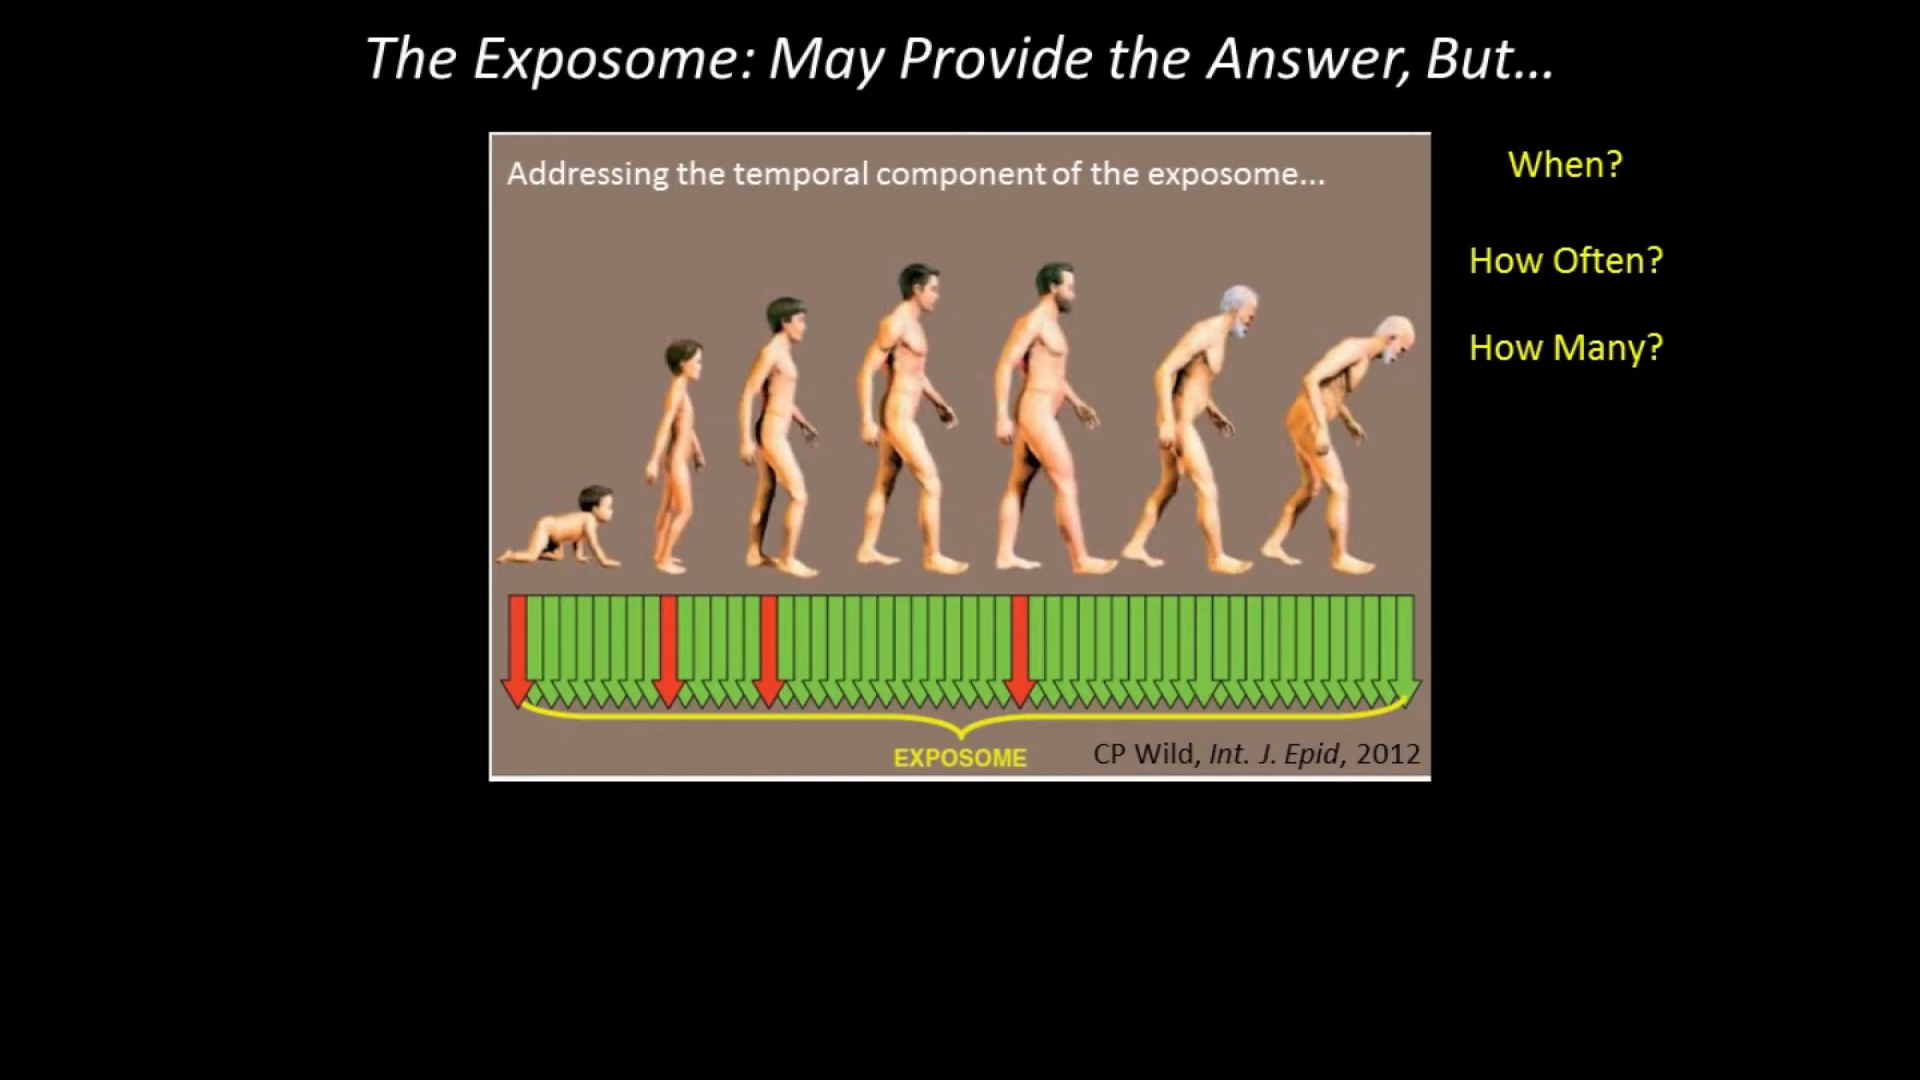 The Exposome: May Provide the Answer, But...
Addressing the temporal component of the exposome...
When?
How Often?
How Many?
EXPOSOME
CP Wild, Int. J. Epid, 2012